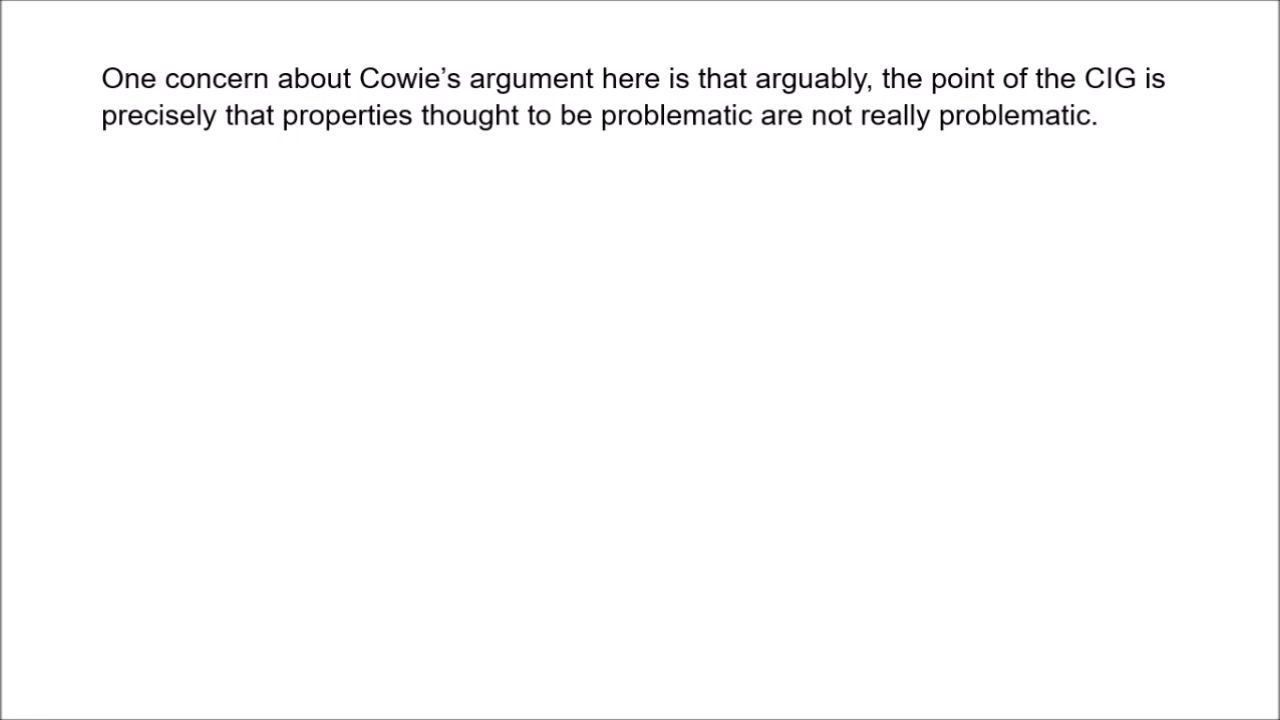 One concern about Cowie’s argument here is that arguably, the point of the CIG is
precisely that properties thought to be problematic are not really problematic.